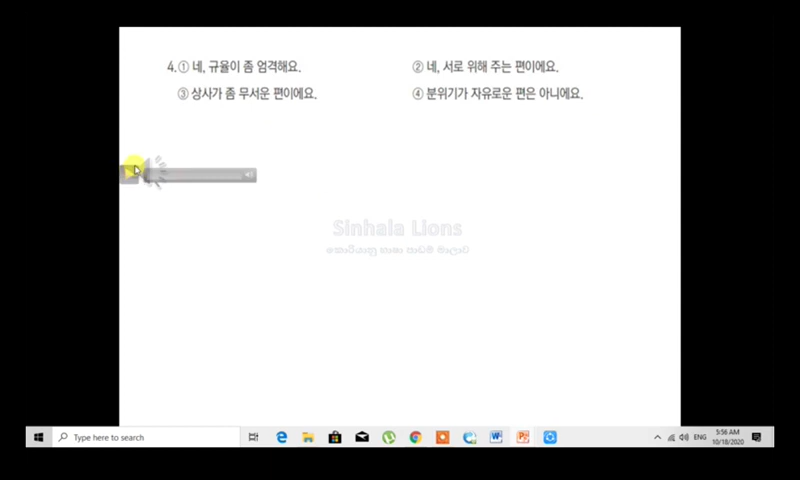 4. ① 네, 규율이 좀 엄격해요. ② 네, 서로 위해 주는 편이에요.
③ 상사가 좀 무서운 편이에요. ④ 분위기가 자유로운 편은 아니에요.
Sinhala Lions
කොරියානු භාෂා පාඩම් මාලාව
Type here to search
ENG
5:56 AM
10/18/2020